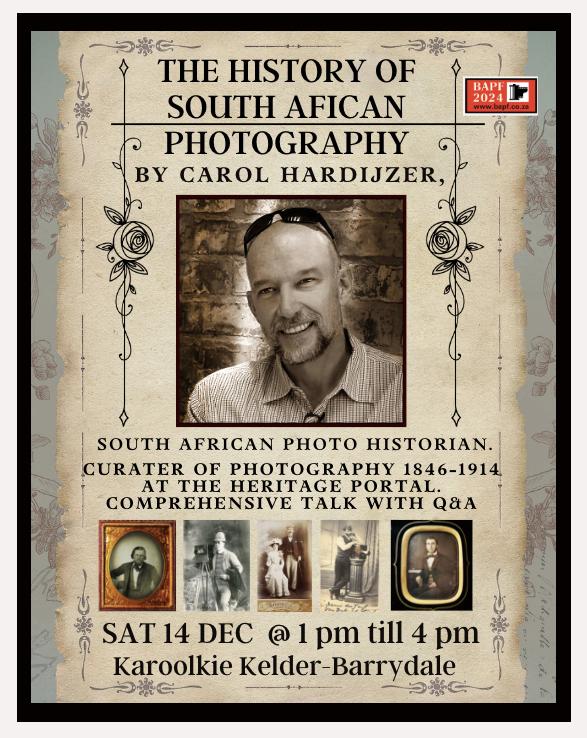 THE HISTORY OF
SOUTH AFICAN
PHOTOGRAPHY
BY CAROL HARDIJZER,
BAPF
2024
www.bapf.co.za
SOUTH AFRICAN PHOTO HISTORIAN.
CURATER OF PHOTOGRAPHY 1846-1914
AT THE HERITAGE PORTAL.
COMPREHENSIVE TALK WITH Q&A
SAT 14 DEC @ 1 pm till 4 pm
Karoolkie Kelder-Barrydale